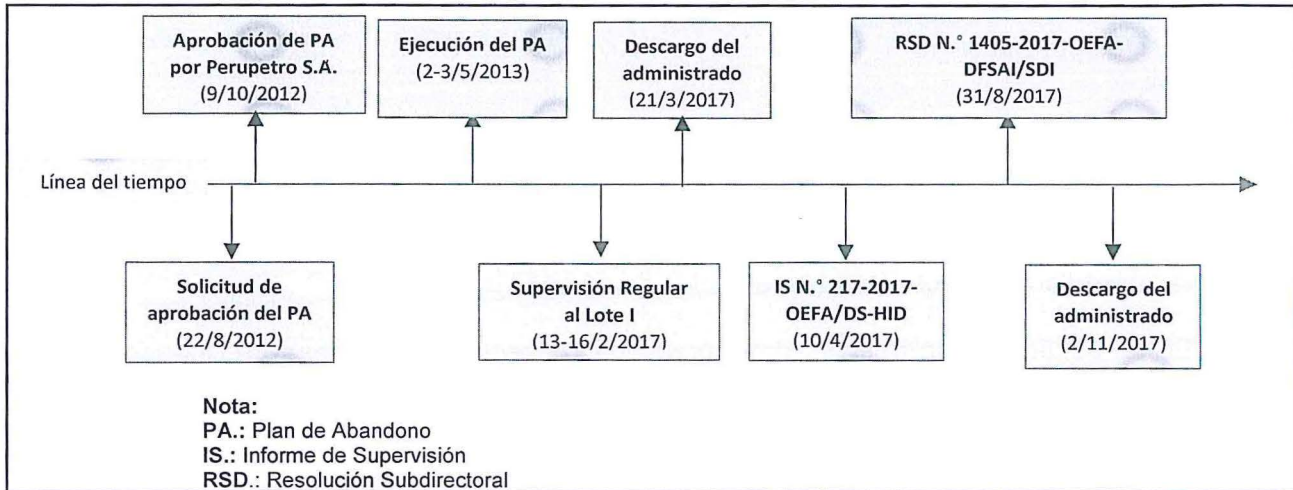 Aprobación de PA
por Perupetro S.A.
(9/10/2012)
Ejecución del PA
(2-3/5/2013)
Descargo del
administrado
(21/3/2017)
RSD N.° 1405-2017-OEFA-
DFSAI/SDI
(31/8/2017)
Línea del tiempo
Solicitud de
aprobación del PA
(22/8/2012)
Supervisión Regular
al Lote I
(13-16/2/2017)
IS N.° 217-2017-
OEFA/DS-HID
(10/4/2017)
Descargo del
administrado
(2/11/2017)
Nota:
PA.: Plan de Abandono
IS.: Informe de Supervisión
RSD.: Resolución Subdirectoral